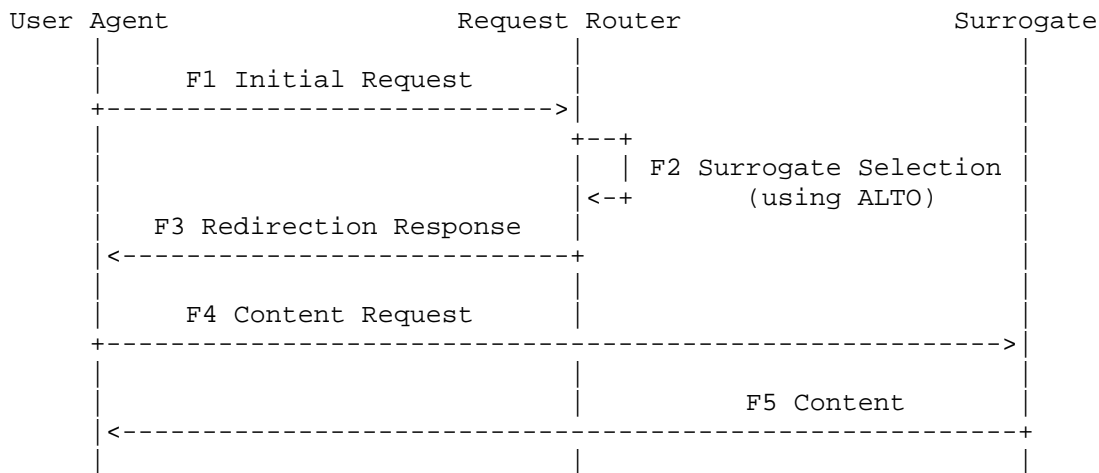 User Agent Request Router Surrogate
F1 Initial Request
F2 Surrogate Selection
(using ALTO)
F3 Redirection Response
F4 Content Request
F5 Content